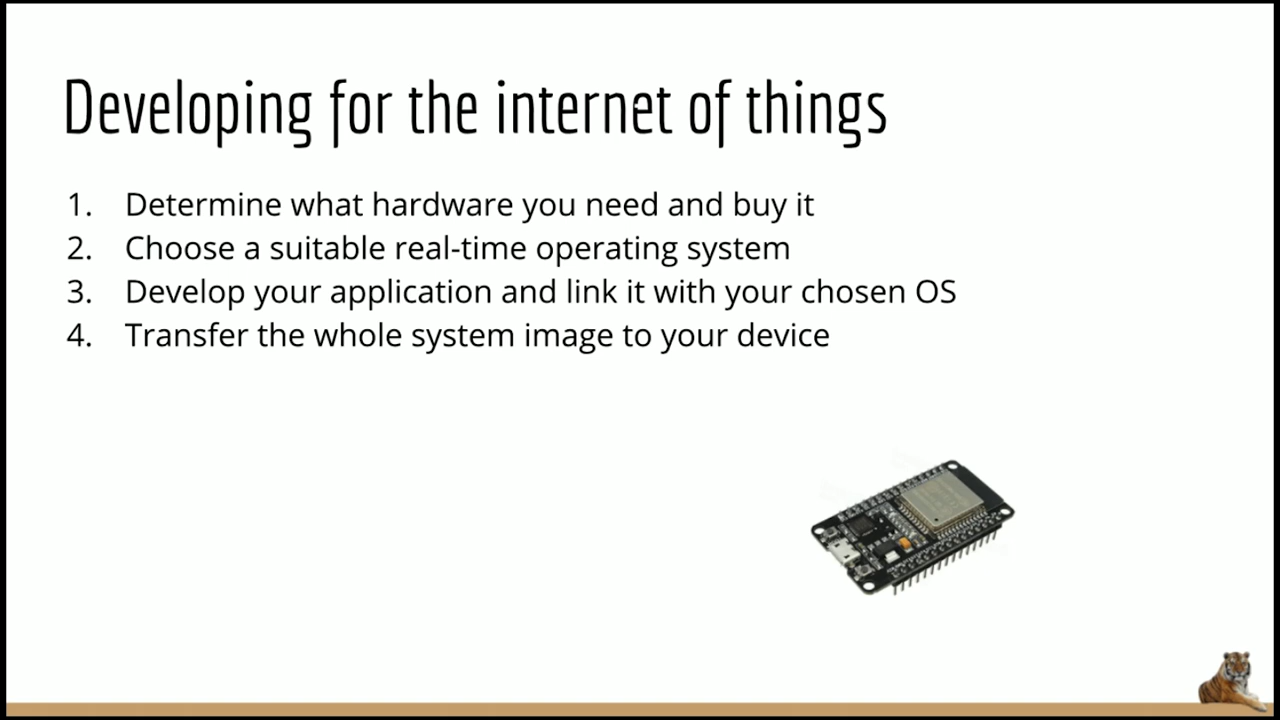 Developing for the internet of things
1. Determine what hardware you need and buy it
2. Choose a suitable real-time operating system
3. Develop your application and link it with your chosen OS
4. Transfer the whole system image to your device